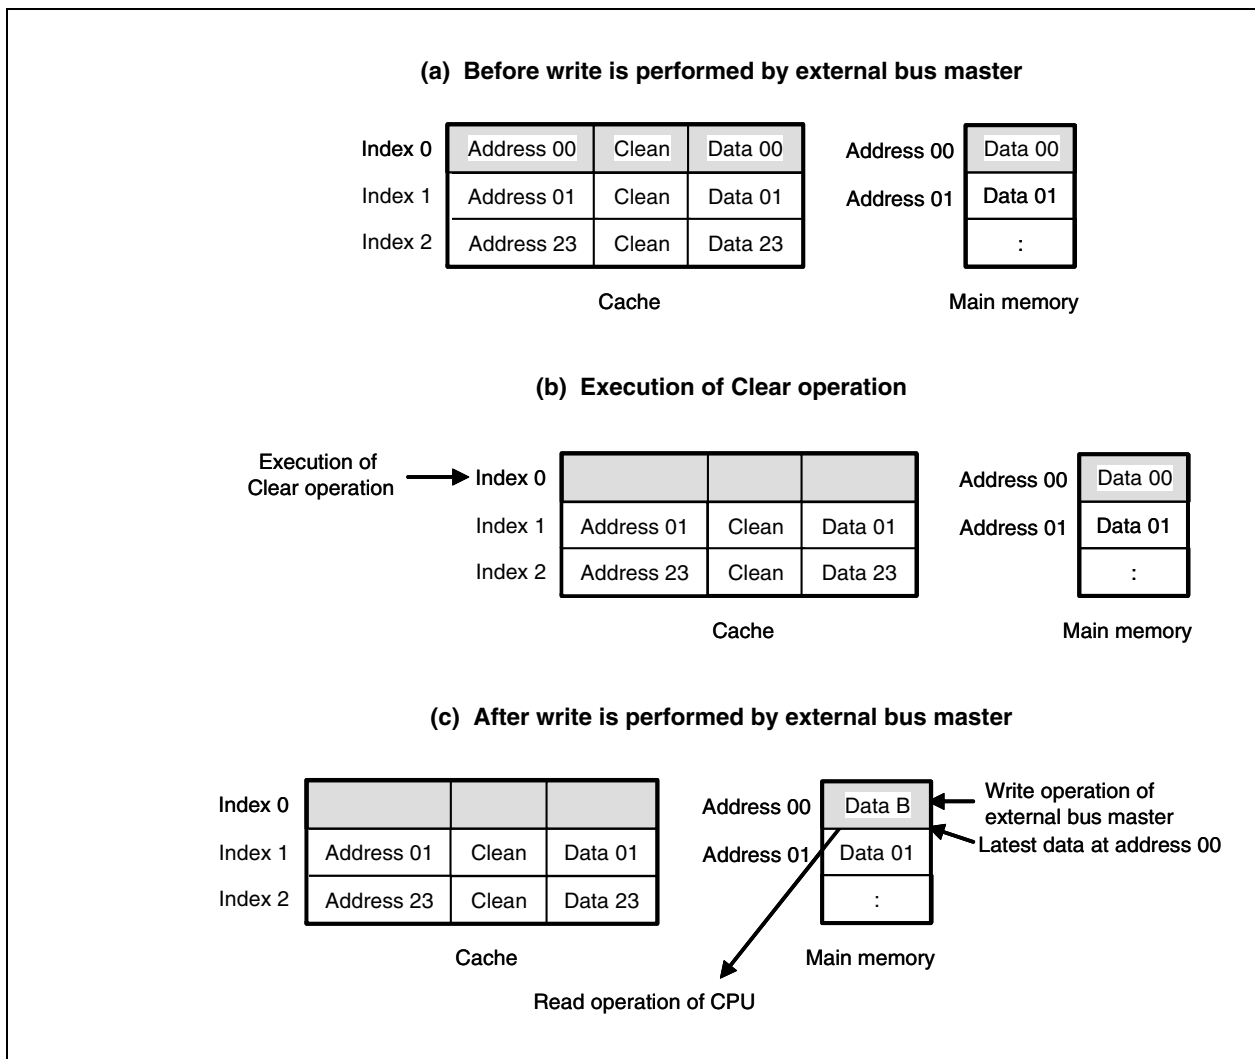 (a) Before write is performed by external bus master
Index 0 Address 00 Clean Data 00 Address 00 Data 00
Index 1 Address 01 Clean Data 01 Address 01 Data 01
Index 2 Address 23 Clean Data 23 :
Cache Main memory
(b) Execution of Clear operation
Execution of
Clear operation
Index 0 Address 00 Data 00
Index 1 Address 01 Clean Data 01 Address 01 Data 01
Index 2 Address 23 Clean Data 23 :
Cache Main memory
(c) After write is performed by external bus master
Index 0 Address 00 Data B
Write operation of
external bus master
Latest data at address 00
Index 1 Address 01 Clean Data 01 Address 01 Data 01
Index 2 Address 23 Clean Data 23 :
Cache Main memory
Read operation of CPU